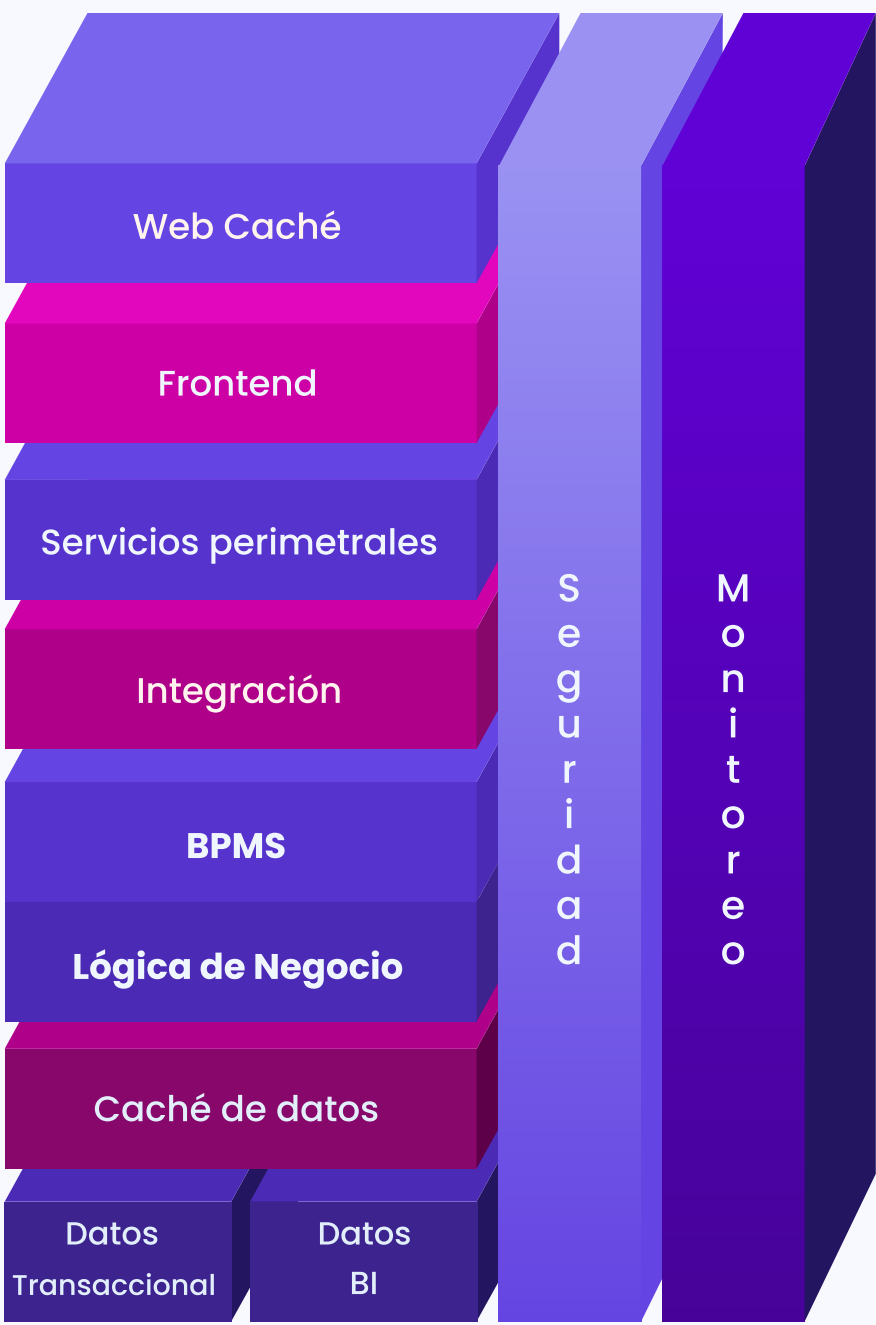 Web Caché
Frontend
Servicios perimetrales
Integración
BPMS
Lógica de Negocio
Caché de datos
Datos
Transaccional
Datos
BI
Seguridad
Monitoreo